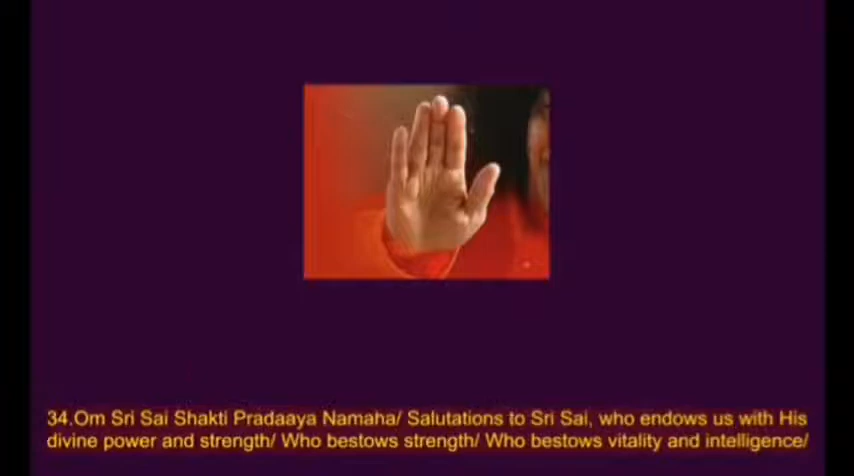 34.Om Sri Sai Shakti Pradaaya Namaha/ Salutations to Sri Sai, who endows us with His
divine power and strength/ Who bestows strength/ Who bestows vitality and intelligence/